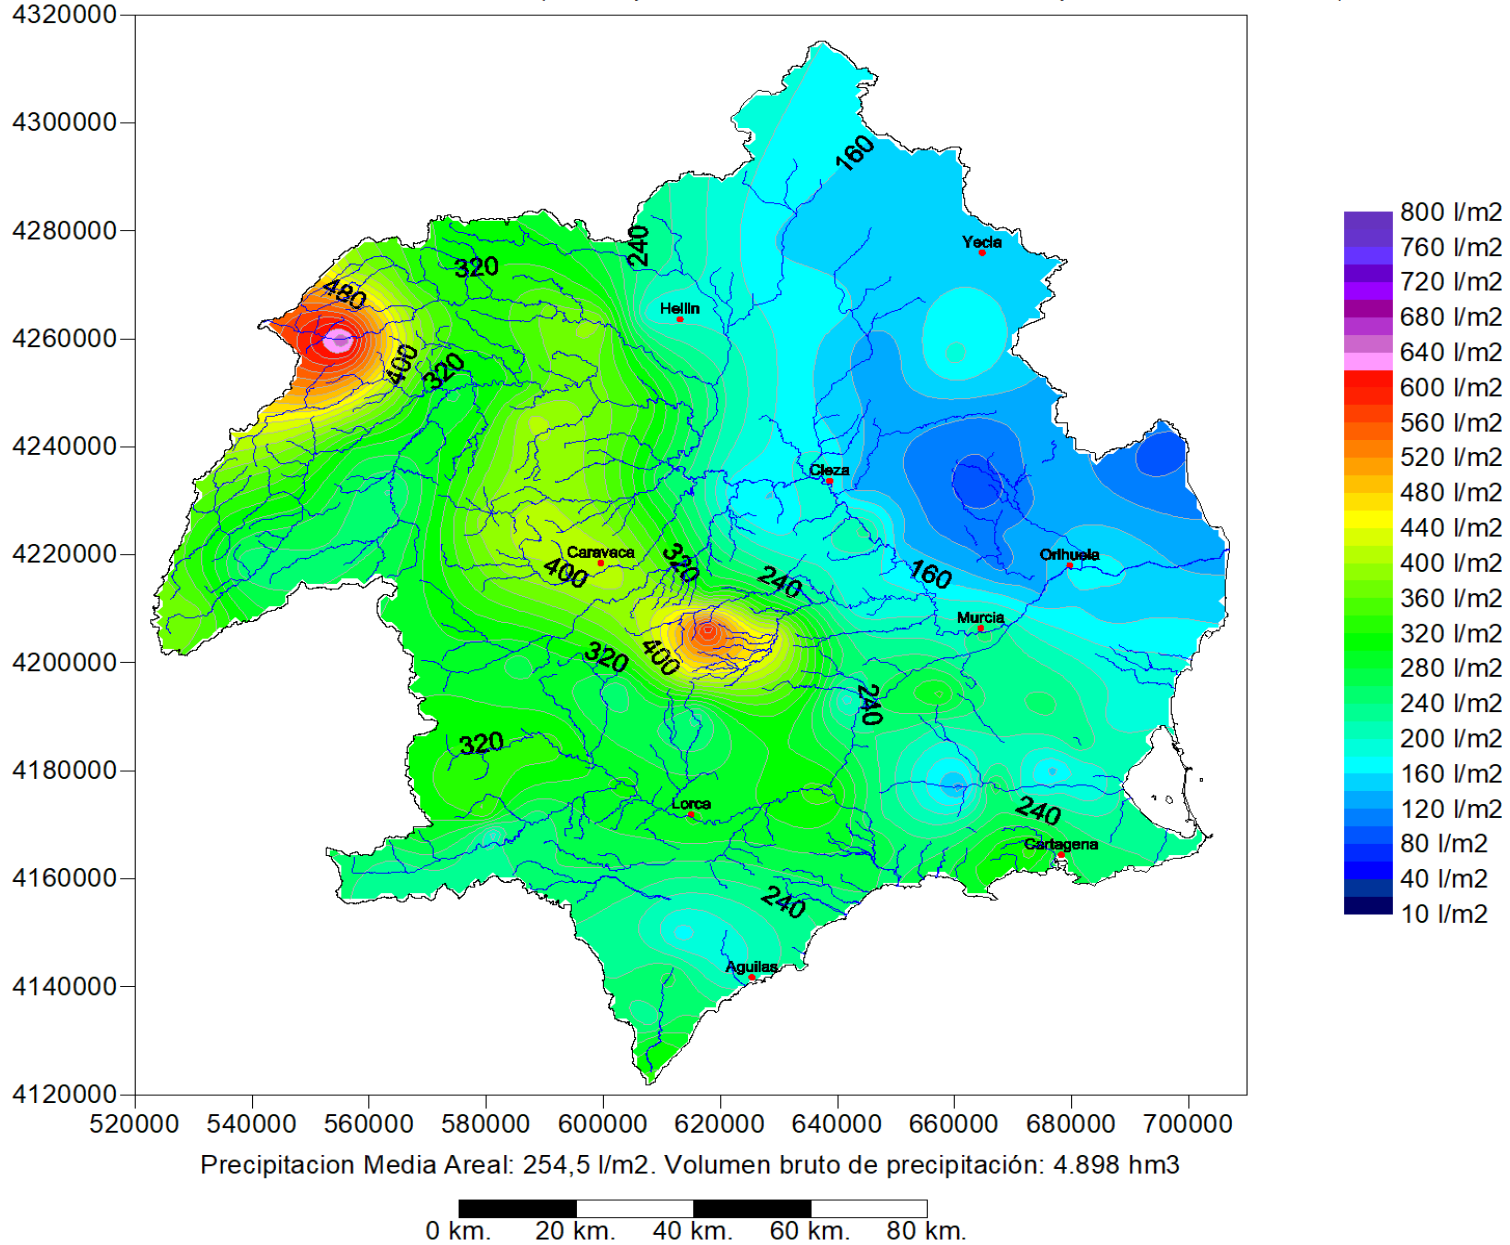 4320000
4300000
4280000
4260000
4240000
4220000
4200000
4180000
4160000
4140000
4120000
520000 540000 560000 580000 600000 620000 640000 660000 680000 700000
160
Yecla
240
320
Hellin
480
400
320
Cieza
Orihuela
Caravaca
320
400
240
160
Murcia
320
400
240
320
Lorca
240
Cartagena
240
Aguilas
800 l/m2
760 l/m2
720 l/m2
680 l/m2
640 l/m2
600 l/m2
560 l/m2
520 l/m2
480 l/m2
440 l/m2
400 l/m2
360 l/m2
320 l/m2
280 l/m2
240 l/m2
200 l/m2
160 l/m2
120 l/m2
80 l/m2
40 l/m2
10 l/m2
Precipitacion Media Areal: 254,5 l/m2. Volumen bruto de precipitación: 4.898 hm3
0 km. 20 km. 40 km. 60 km. 80 km.